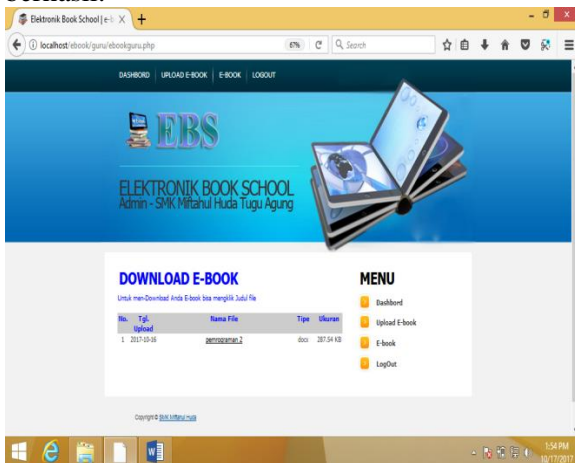 Elektronik Book School | e-b
localhost/ebook/guru/ebookguru.php
67%
Search
DASHBORD
UPLOAD E-BOOK
E-BOOK
LOGOUT
EBS
ELEKTRONIK BOOK SCHOOL
Admin - SMK Miftahul Huda Tugu Agung
DOWNLOAD E-BOOK
Untuk men-Download Anda E-book bisa mengklik Judul file
No. Tgl. Upload Nama File Tipe Ukuran
1 2017-10-16 pemrograman 2 docx 287.54 KB
MENU
Dashbord
Upload E-book
E-book
LogOut
Copyright © SMK Miftahul Huda
1:54 PM
10/17/2017